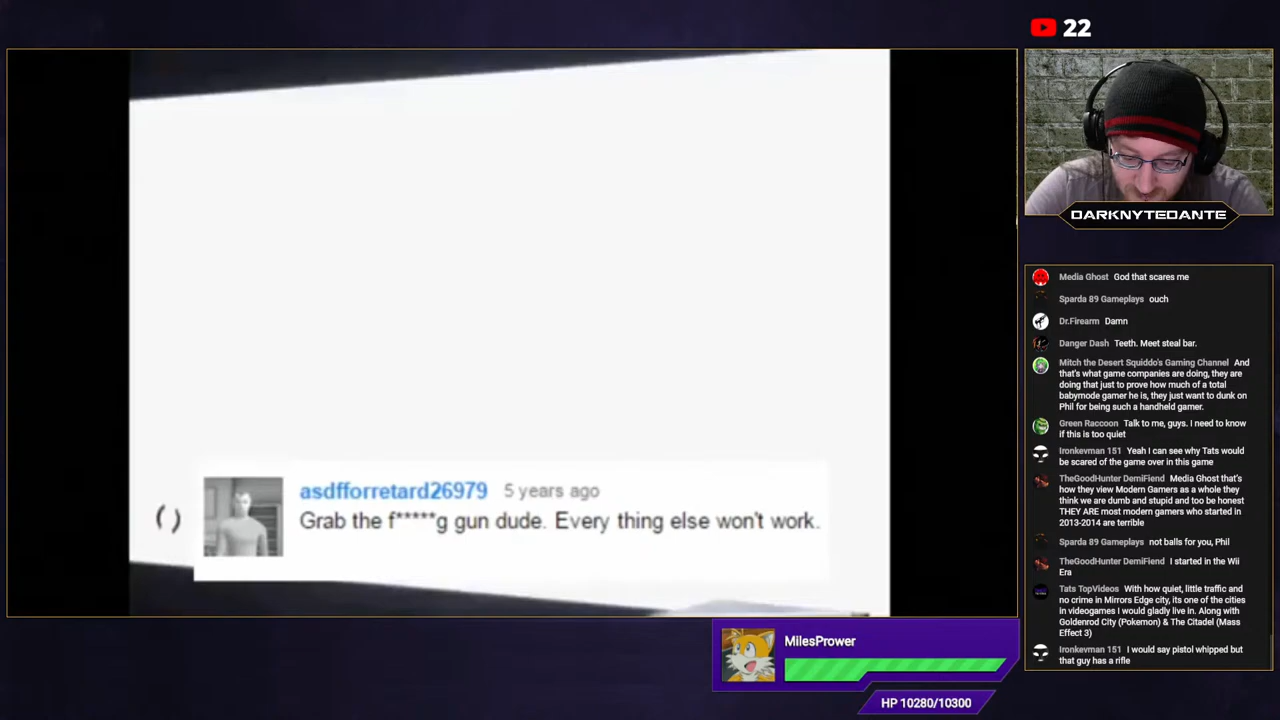 22
DARKNYTEDANTE
asdfforretard26979 5 years ago
Grab the f*****g gun dude. Every thing else won't work.
Media Ghost God that scares me
Sparda 89 Gameplays ouch
Dr.Firearm Damn
Danger Dash Teeth. Meet steal bar.
Mitch the Desert Squiddo's Gaming Channel And
that's what game companies are doing, they are
doing that just to prove how much of a total
babymode gamer he is, they just want to dunk on
Phil for being such a handheld gamer.
Green Raccoon Talk to me, guys. I need to know
if this is too quiet
Ironkevman 151 Yeah I can see why Tats would
be scared of the game over in this game
TheGoodHunter DemiFiend Media Ghost that's
how they view Modern Gamers as a whole they
think we are dumb and stupid and too be honest
THEY ARE most modern gamers who started in
2013-2014 are terrible
Sparda 89 Gameplays not balls for you, Phil
TheGoodHunter DemiFiend I started in the Wii
Era
Tats TopVideos With how quiet, little traffic and
no crime in Mirrors Edge city, its one of the cities
in videogames I would gladly live in. Along with
Goldenrod City (Pokemon) & The Citadel (Mass
Effect 3)
Ironkevman 151 I would say pistol whipped but
that guy has a rifle
MilesPrower
HP 10280/10300